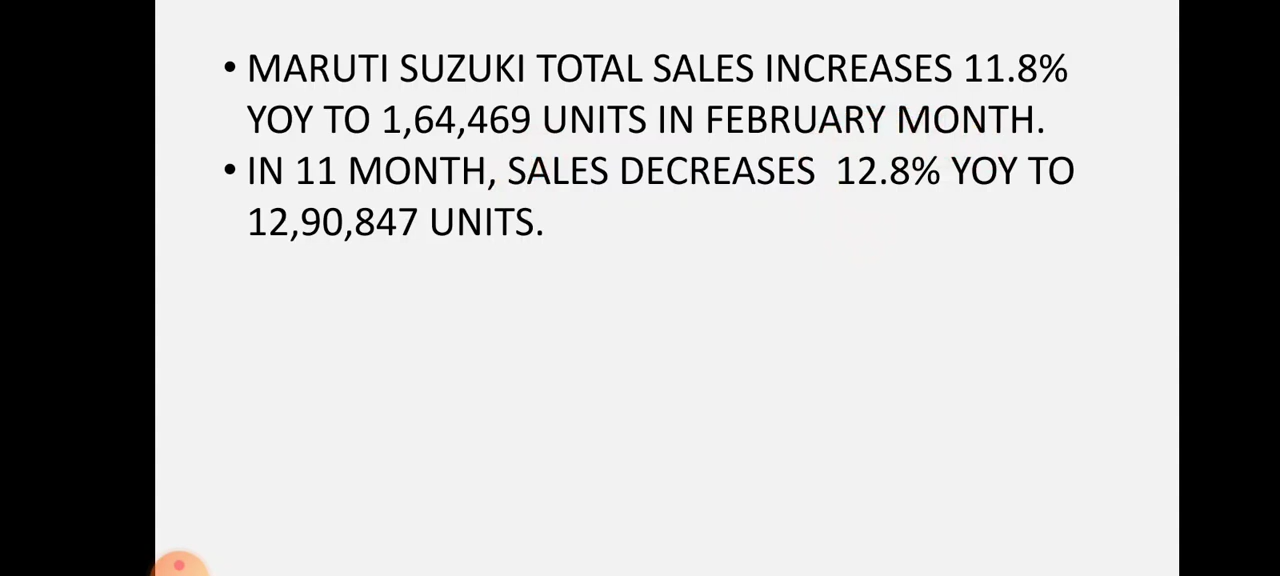 • MARUTI SUZUKI TOTAL SALES INCREASES 11.8%
YOY TO 1,64,469 UNITS IN FEBRUARY MONTH.
• IN 11 MONTH, SALES DECREASES  12.8% YOY TO
12,90,847 UNITS.